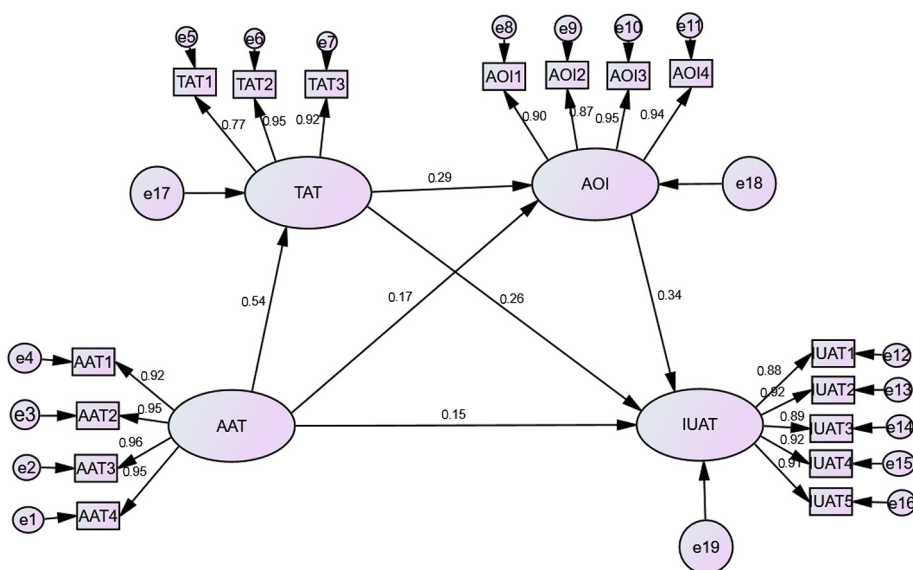 e5
e6
e7
TAT1
TAT2
TAT3
0.77
0.95
0.92
e8
e9
e10
e11
AOI1
AOI2
AOI3
AOI4
0.90
0.87
0.95
0.94
e17
TAT
0.29
AOI
e18
0.54
0.17
0.26
0.34
e4
AAT1
0.92
e3
AAT2
0.95
e2
AAT3
0.96
e1
AAT4
0.95
AAT
0.15
IUAT
0.88
IUAT1
e12
0.92
IUAT2
e13
0.89
IUAT3
e14
0.92
IUAT4
e15
0.91
IUAT5
e16
e19